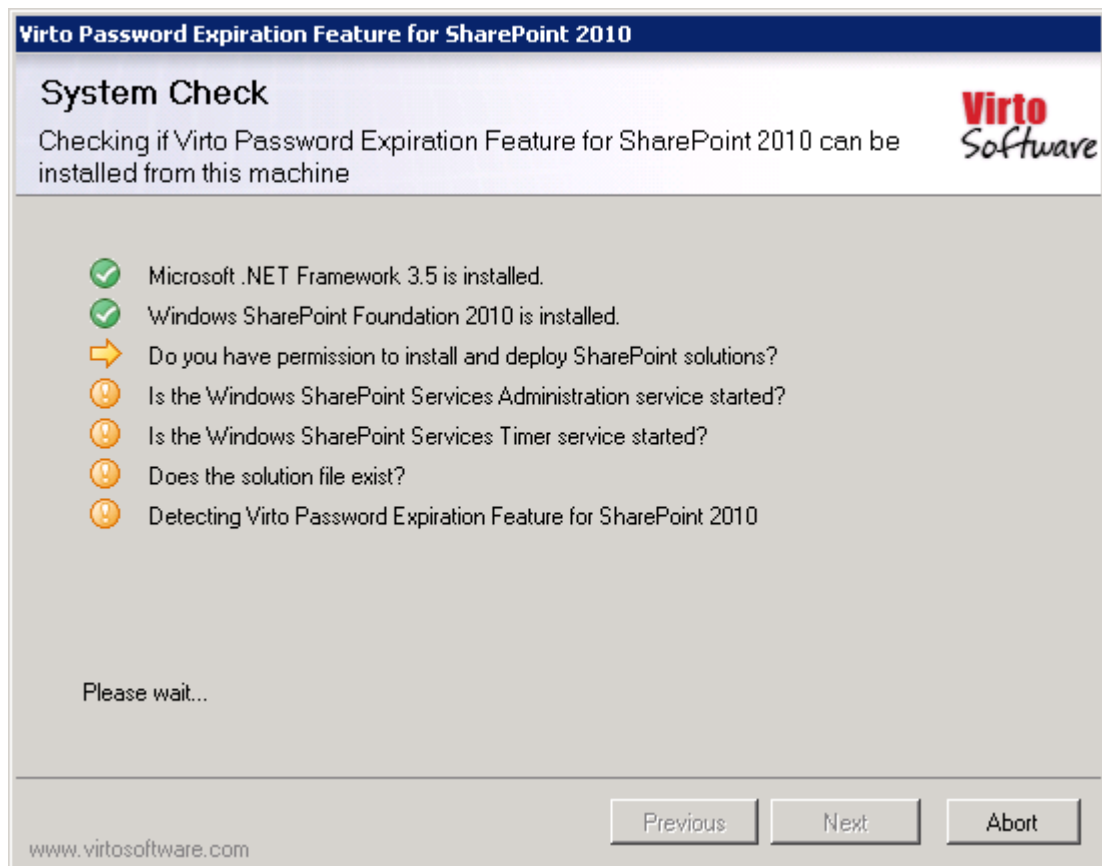 Virto Password Expiration Feature for SharePoint 2010
System Check
Checking if Virto Password Expiration Feature for SharePoint 2010 can be
installed from this machine
Virto
Software
Microsoft .NET Framework 3.5 is installed.
Windows SharePoint Foundation 2010 is installed.
Do you have permission to install and deploy SharePoint solutions?
Is the Windows SharePoint Services Administration service started?
Is the Windows SharePoint Services Timer service started?
Does the solution file exist?
Detecting Virto Password Expiration Feature for SharePoint 2010
Please wait...
Previous
Next
Abort
www.virtosoftware.com